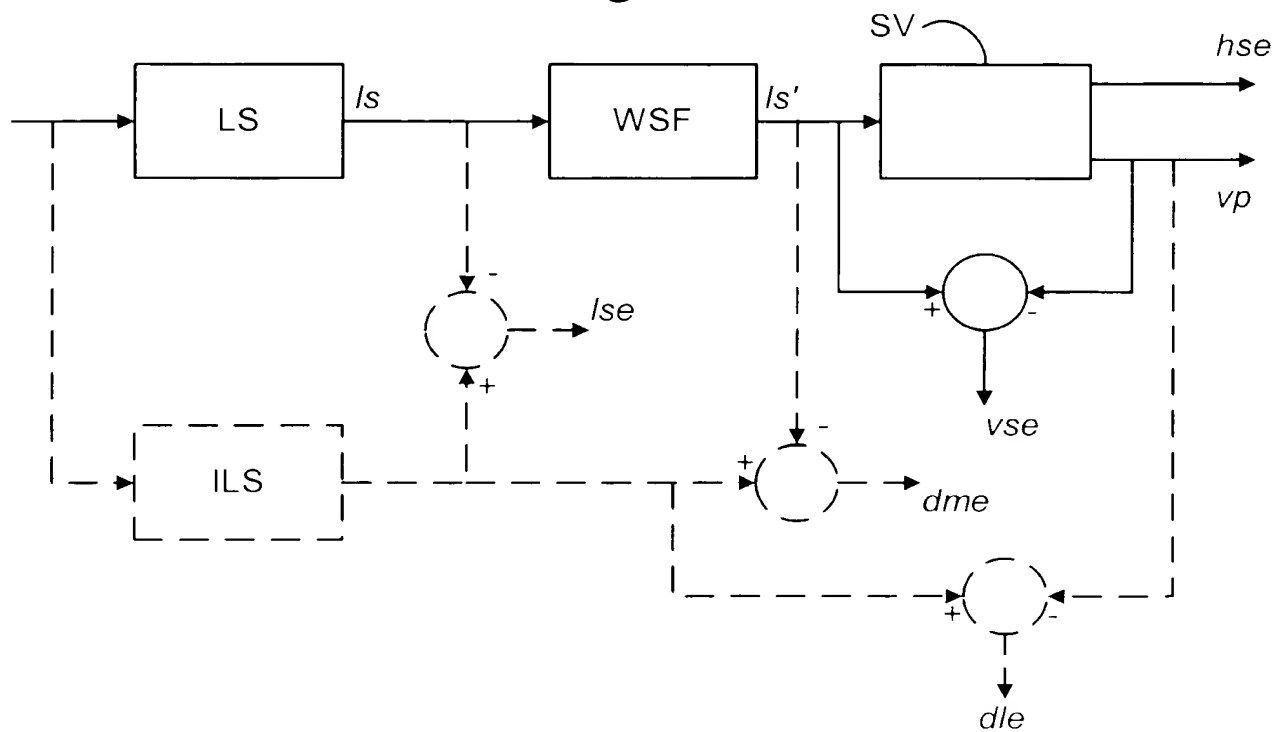 SV
hse
LS
ls
WSF
ls'
vp
-
lse
+
+
-
vse
-
ILS
+
dme
+
-
dle